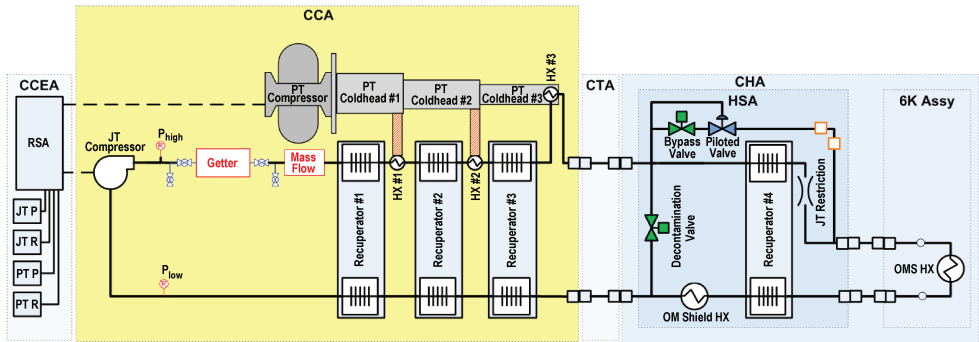 CCA
CCEA
CTA
CHA
HSA
6K Assy
RSA
JT P
JT R
PT P
PT R
JT
Compressor
Phigh
Getter
Mass
Flow
PT
Compressor
PT
Coldhead #1
PT
Coldhead #2
PT
Coldhead #3
HX #3
HX #1
HX #2
Recuperator #1
Recuperator #2
Recuperator #3
Plow
Bypass
Valve
Piloted
Valve
Decontamination
Valve
JT Restriction
Recuperator #4
OM Shield HX
OMS HX